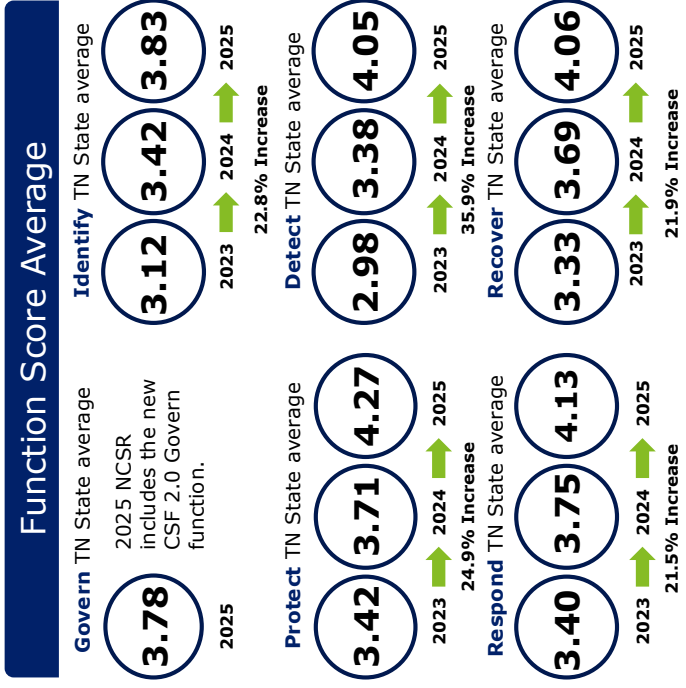 Function Score Average
Govern TN State average
3.78
2025
2025 NCSR
includes the new
CSF 2.0 Govern
function.
Identify TN State average
3.12 3.42 3.83
2023 2024 2025
22.8% Increase
Protect TN State average
3.42 3.71 4.27
2023 2024 2025
24.9% Increase
Detect TN State average
2.98 3.38 4.05
2023 2024 2025
35.9% Increase
Respond TN State average
3.40 3.75 4.13
2023 2024 2025
21.5% Increase
Recover TN State average
3.33 3.69 4.06
2023 2024 2025
21.9% Increase